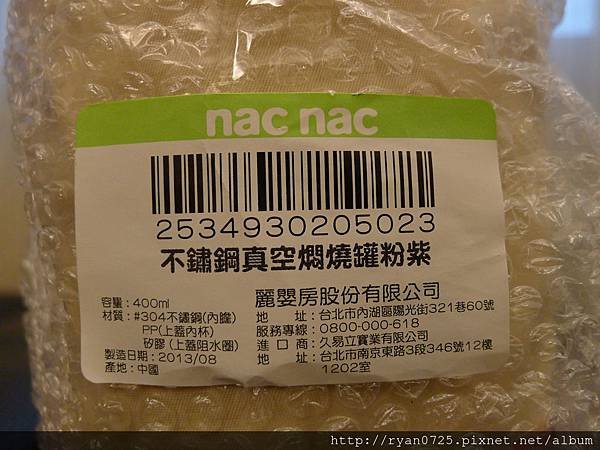 nac nac
2534930205023
不鏽鋼真空燜燒罐粉紫
容量：400ml
材質：#304不鏽鋼(內膽)
PP(上蓋內杯)
矽膠(上蓋阻水圈)
製造日期：2013/08
產地：中國
麗嬰房股份有限公司
地　　址：台北市內湖區陽光街321巷60號
服務專線：0800-000-618
進 口 商：久易立實業有限公司
地　　址：台北市南京東路3段346號12樓
1202室
http://ryan0725.pixnet.net/album